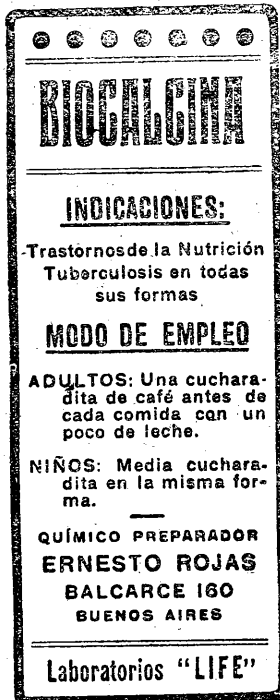 BIOCALCINA
INDICACIONES:
Trastornos de la Nutrición
Tuberculosis en todas
sus formas
MODO DE EMPLEO
ADULTOS: Una cuchara-
dita de café antes de
cada comida con un
poco de leche.
NIÑOS: Media cuchara-
dita en la misma for-
ma.
QUÍMICO PREPARADOR
ERNESTO ROJAS
BALCARCE 160
BUENOS AIRES
Laboratorios "LIFE"